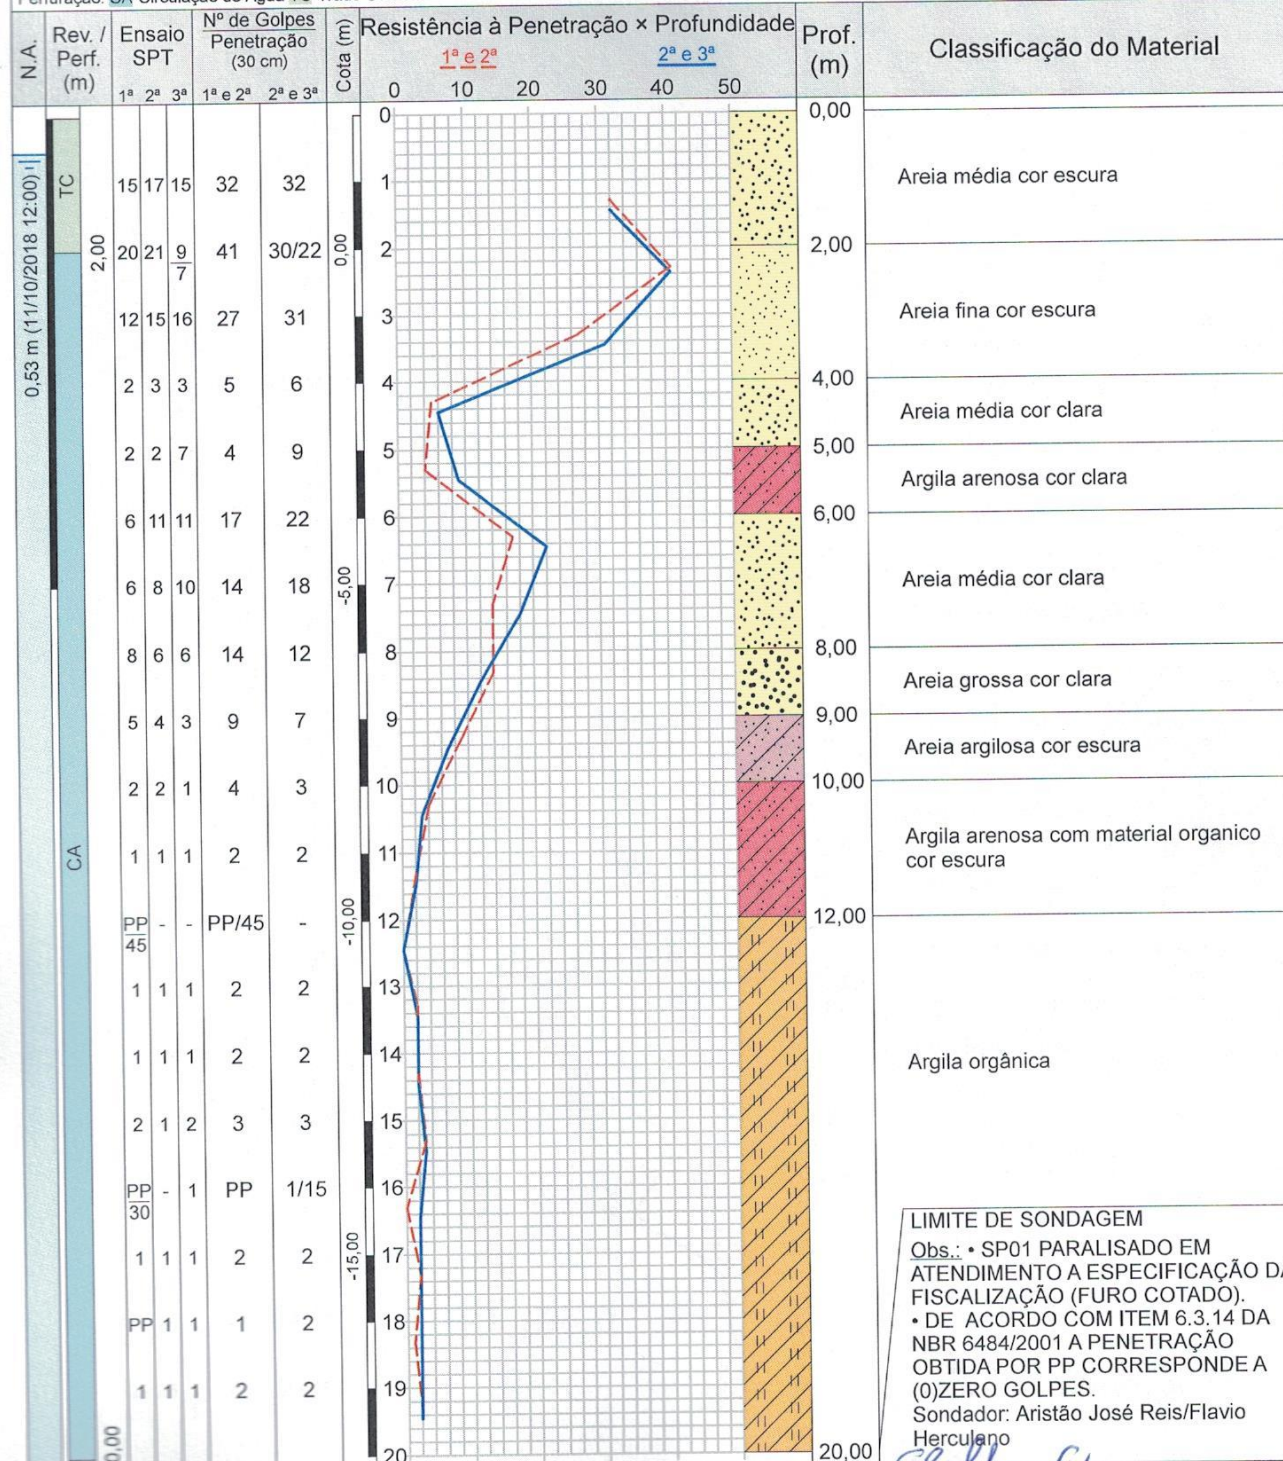 N.A.
Rev. / Perf. (m)
Ensaio SPT
1ª 2ª 3ª
Nº de Golpes
Penetração
(30 cm)
1ª e 2ª 2ª e 3ª
Cota (m)
Resistência à Penetração × Profundidade
1ª e 2ª 2ª e 3ª
0 10 20 30 40 50
Prof. (m)
Classificação do Material
0,53 m (11/10/2018 12:00)
TC
2,00
CA
15 17 15 32 32
20 21 9/7 41 30/22
12 15 16 27 31
2 3 3 5 6
2 2 7 4 9
6 11 11 17 22
6 8 10 14 18
8 6 6 14 12
5 4 3 9 7
2 2 1 4 3
1 1 1 2 2
PP/45 - - PP/45 -
1 1 1 2 2
1 1 1 2 2
2 1 2 3 3
PP/30 - 1 PP 1/15
1 1 1 2 2
PP 1 1 1 2
1 1 1 2 2
0,00
-5,00
-10,00
-15,00
0
1
2
3
4
5
6
7
8
9
10
11
12
13
14
15
16
17
18
19
20
0,00
Areia média cor escura
2,00
Areia fina cor escura
4,00
Areia média cor clara
5,00
Argila arenosa cor clara
6,00
Areia média cor clara
8,00
Areia grossa cor clara
9,00
Areia argilosa cor escura
10,00
Argila arenosa com material organico
cor escura
12,00
Argila orgânica
20,00
LIMITE DE SONDAGEM
Obs.: • SP01 PARALISADO EM
ATENDIMENTO A ESPECIFICAÇÃO DA
FISCALIZAÇÃO (FURO COTADO).
• DE ACORDO COM ITEM 6.3.14 DA
NBR 6484/2001 A PENETRAÇÃO
OBTIDA POR PP CORRESPONDE A
(0)ZERO GOLPES.
Sondador: Aristão José Reis/Flavio
Herculano